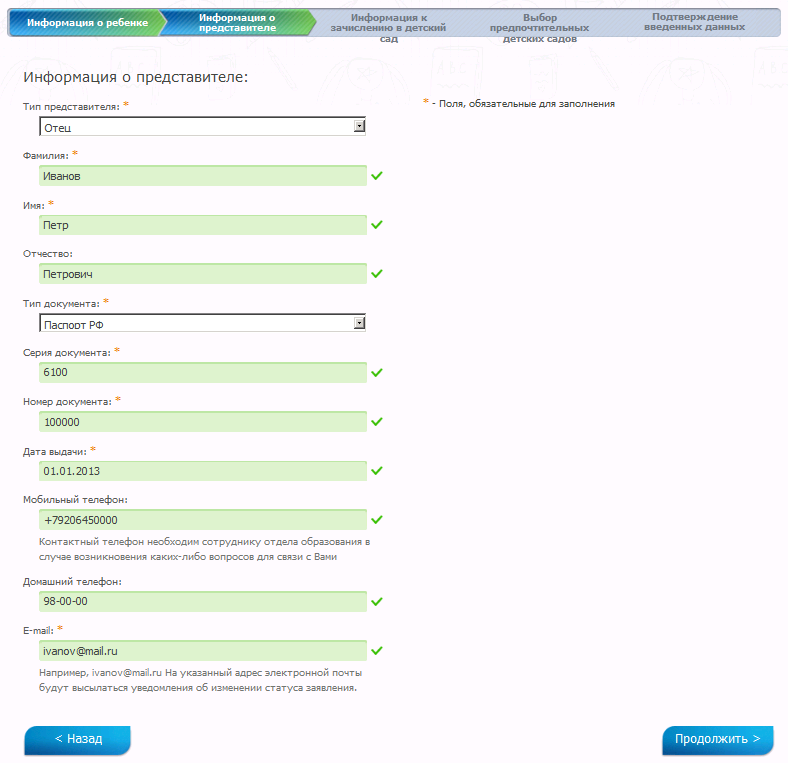 Информация о ребенке
Информация о
представителе
Информация к
зачислению в детский
сад
Выбор
предпочтительных
детских садов
Подтверждение
введенных данных
Информация о представителе:
Тип представителя: *
* - Поля, обязательные для заполнения
Отец
Фамилия: *
Иванов
Имя: *
Петр
Отчество:
Петрович
Тип документа: *
Паспорт РФ
Серия документа: *
6100
Номер документа: *
100000
Дата выдачи: *
01.01.2013
Мобильный телефон:
+79206450000
Контактный телефон необходим сотруднику отдела образования в
случае возникновения каких-либо вопросов для связи с Вами
Домашний телефон:
98-00-00
E-mail: *
ivanov@mail.ru
Например, ivanov@mail.ru На указанный адрес электронной почты
будут высылаться уведомления об изменении статуса заявления.
< Назад
Продолжить >